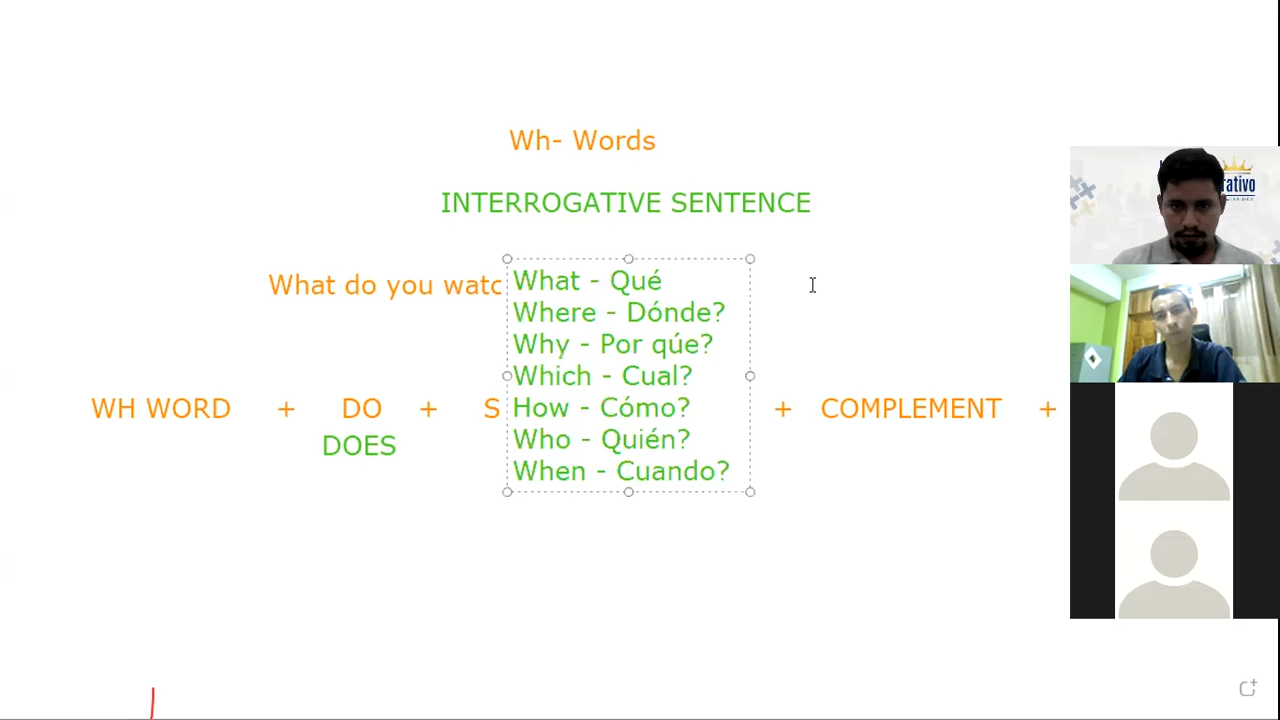 Wh- Words
INTERROGATIVE SENTENCE
What do you watc
What - Qué
Where - Dónde?
Why - Por qúe?
Which - Cual?
How - Cómo?
Who - Quién?
When - Cuando?
WH WORD + DO + S + COMPLEMENT +
DOES
rativo